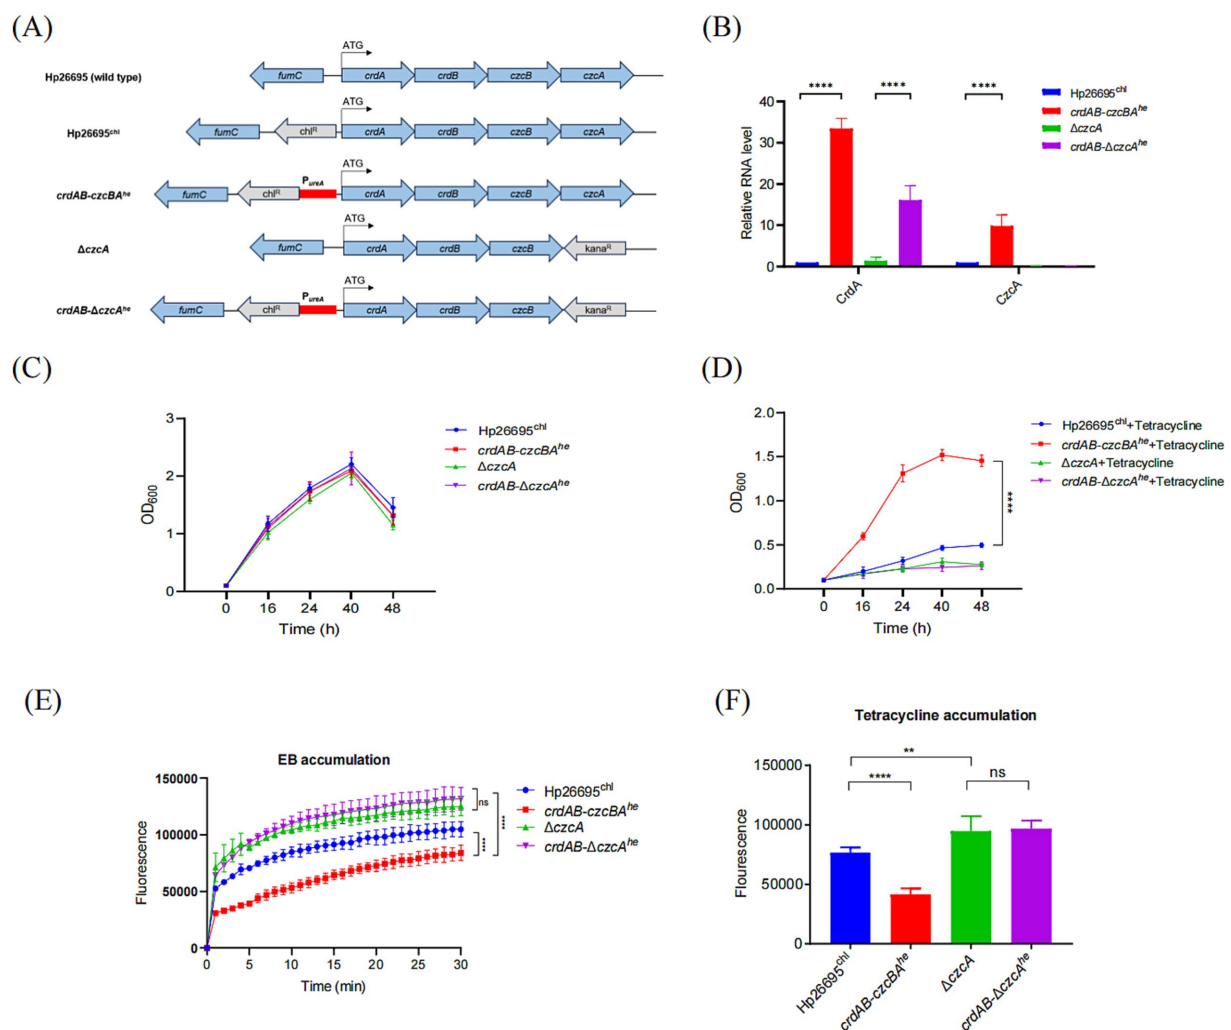 (A)
ATG
Hp26695 (wild type) fumC crdA crdB czcB czcA
ATG
Hp26695chl fumC chlR crdA crdB czcB czcA
PureA ATG
crdAB-czcBAhe fumC chlR crdA crdB czcB czcA
ATG
ΔczcA fumC crdA crdB czcB kanaR
PureA ATG
crdAB-ΔczcAhe fumC chlR crdA crdB czcB kanaR
(B)
Relative RNA level
40
30
20
10
0
**** **** ****
CrdA CzcA
Hp26695chl
crdAB-czcBAhe
ΔczcA
crdAB-ΔczcAhe
(C)
OD600
3
2
1
0
0 16 24 40 48
Time (h)
Hp26695chl
crdAB-czcBAhe
ΔczcA
crdAB-ΔczcAhe
(D)
OD600
2.0
1.5
1.0
0.5
0.0
0 16 24 40 48
Time (h)
****
Hp26695chl+Tetracycline
crdAB-czcBAhe+Tetracycline
ΔczcA+Tetracycline
crdAB-ΔczcAhe+Tetracycline
(E)
EB accumulation
Fluorescence
150000
100000
50000
0
0 5 10 15 20 25 30
Time (min)
ns
****
****
Hp26695chl
crdAB-czcBAhe
ΔczcA
crdAB-ΔczcAhe
(F)
Tetracycline accumulation
Flourescence
150000
100000
50000
0
**
****
ns
Hp26695chl
crdAB-czcBAhe
ΔczcA
crdAB-ΔczcAhe